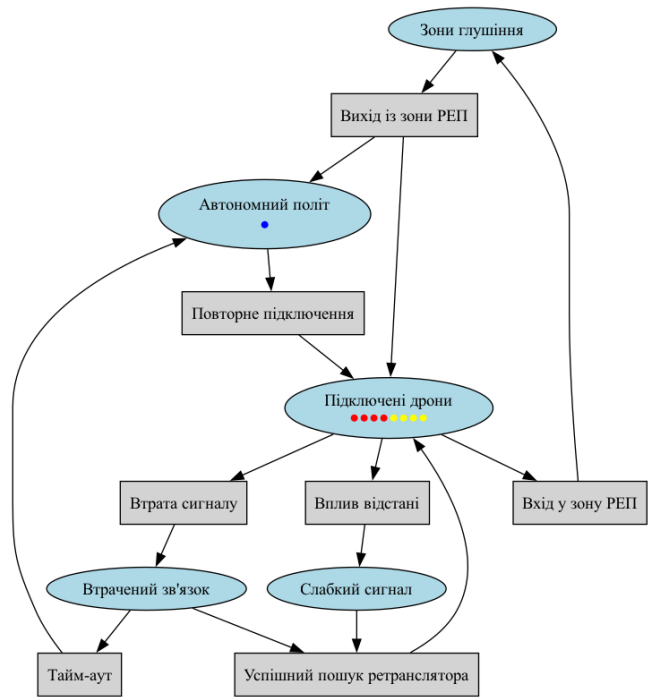 Зони глушіння
Вихід із зони РЕП
Автономний політ
Повторне підключення
Підключені дрони
Втрата сигналу
Вплив відстані
Вхід у зону РЕП
Втрачений зв'язок
Слабкий сигнал
Тайм-аут
Успішний пошук ретранслятора